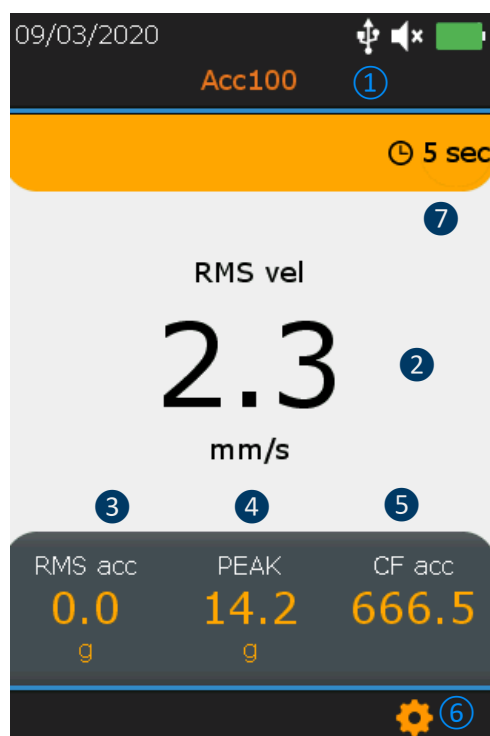 09/03/2020
Acc100 ①
5 sec
7
RMS vel
2.3 2
mm/s
3 4 5
RMS acc PEAK CF acc
0.0 14.2 666.5
g g
⑥